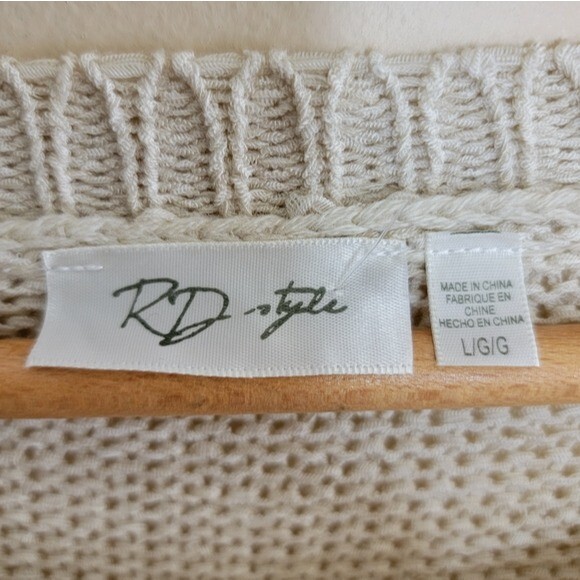 RD style
MADE IN CHINA
FABRIQUE EN
CHINE
HECHO EN CHINA
L/G/G